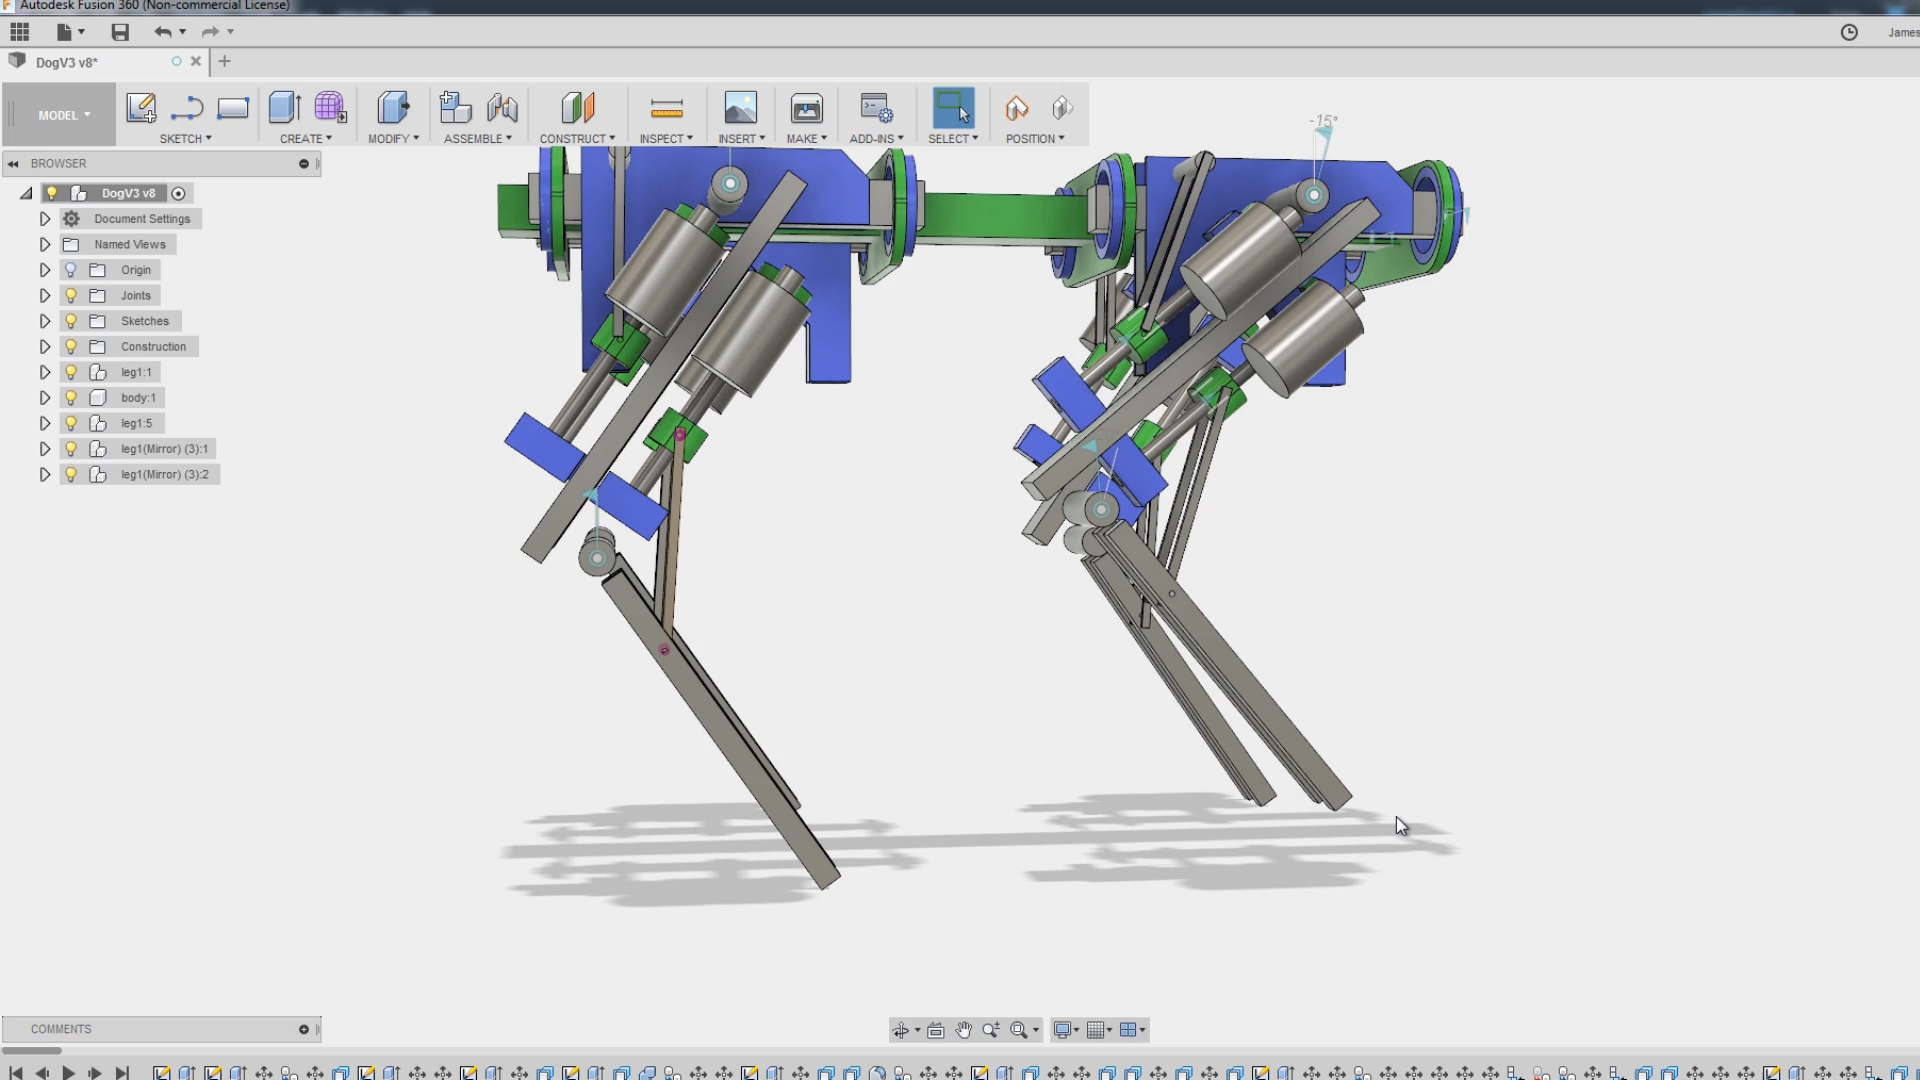 Autodesk Fusion 360 (Non-commercial License)
James
DogV3 v8*
MODEL
SKETCH
CREATE
MODIFY
ASSEMBLE
CONSTRUCT
INSPECT
INSERT
MAKE
ADD-INS
SELECT
POSITION
-15°
BROWSER
DogV3 v8
Document Settings
Named Views
Origin
Joints
Sketches
Construction
leg1:1
body:1
leg1:5
leg1(Mirror) (3):1
leg1(Mirror) (3):2
COMMENTS